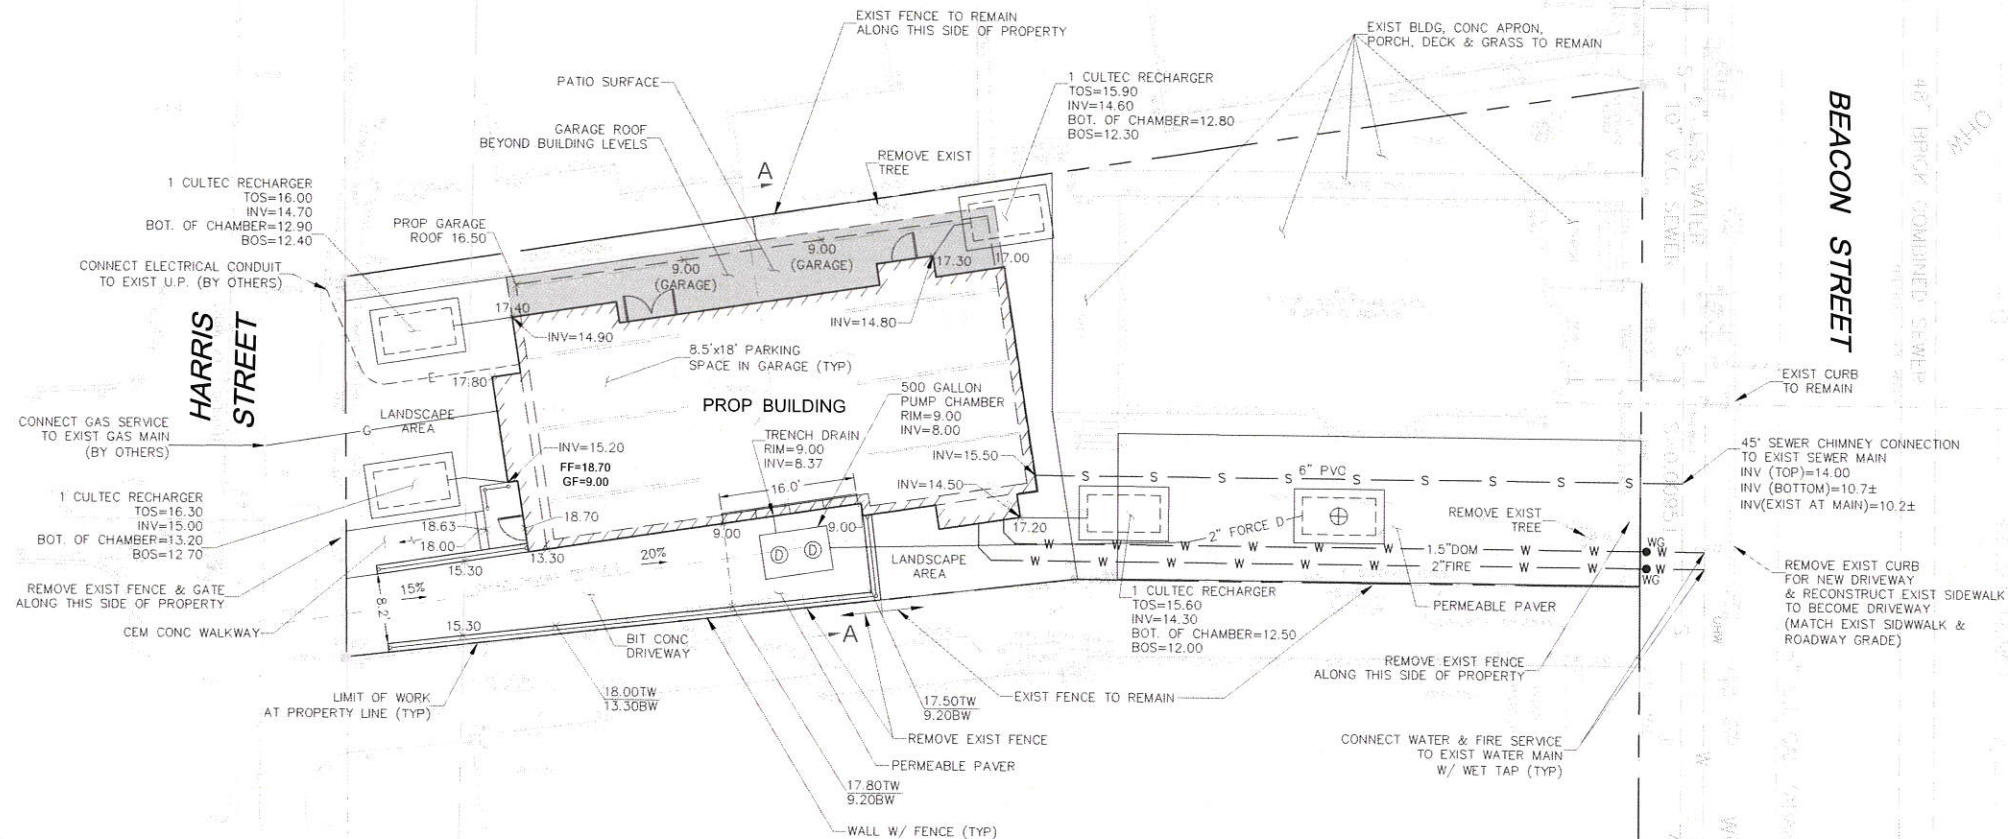 EXIST FENCE TO REMAIN
ALONG THIS SIDE OF PROPERTY
EXIST BLDG, CONC APRON,
PORCH, DECK & GRASS TO REMAIN
PATIO SURFACE
1 CULTEC RECHARGER
TOS=15.90
INV=14.60
BOT. OF CHAMBER=12.80
BOS=12.30
GARAGE ROOF
BEYOND BUILDING LEVELS
REMOVE EXIST
TREE
A
1 CULTEC RECHARGER
TOS=16.00
INV=14.70
BOT. OF CHAMBER=12.90
BOS=12.40
PROP GARAGE
ROOF 16.50
CONNECT ELECTRICAL CONDUIT
TO EXIST U.P. (BY OTHERS)
9.00
(GARAGE)
9.00
(GARAGE)
17.30
17.00
17.40
INV=14.90
INV=14.80
HARRIS
STREET
BEACON STREET
48" BRICK COMBINED SEWER
OHW
10" V.C. SEWER
WATER
8.5'x18' PARKING
SPACE IN GARAGE (TYP)
E
17.80
500 GALLON
PUMP CHAMBER
RIM=9.00
INV=8.00
PROP BUILDING
EXIST CURB
TO REMAIN
CONNECT GAS SERVICE
TO EXIST GAS MAIN
(BY OTHERS)
G
LANDSCAPE
AREA
TRENCH DRAIN
RIM=9.00
INV=8.37
INV=15.20
FF=18.70
GF=9.00
INV=15.50
INV=14.50
16.0'
S S S S S S S S
6" PVC
45° SEWER CHIMNEY CONNECTION
TO EXIST SEWER MAIN
INV (TOP)=14.00
INV (BOTTOM)=10.7±
INV(EXIST AT MAIN)=10.2±
1 CULTEC RECHARGER
TOS=16.30
INV=15.00
BOT. OF CHAMBER=13.20
BOS=12.70
18.63
18.00
18.70
13.30
9.00
9.00
17.20
2" FORCE D
REMOVE EXIST
TREE
D D
W W W W W W 1.5"DOM W W W
W W W W W W 2"FIRE W W W
WG
WG
LANDSCAPE
AREA
15.30
20%
15%
8.2'
15.30
REMOVE EXIST FENCE & GATE
ALONG THIS SIDE OF PROPERTY
CEM CONC WALKWAY
1 CULTEC RECHARGER
TOS=15.60
INV=14.30
BOT. OF CHAMBER=12.50
BOS=12.00
PERMEABLE PAVER
REMOVE EXIST CURB
FOR NEW DRIVEWAY
& RECONSTRUCT EXIST SIDEWALK
TO BECOME DRIVEWAY
(MATCH EXIST SIDWWALK &
ROADWAY GRADE)
BIT CONC
DRIVEWAY
A
LIMIT OF WORK
AT PROPERTY LINE (TYP)
18.00TW
13.30BW
17.50TW
9.20BW
EXIST FENCE TO REMAIN
REMOVE EXIST FENCE
ALONG THIS SIDE OF PROPERTY
REMOVE EXIST FENCE
PERMEABLE PAVER
17.80TW
9.20BW
WALL W/ FENCE (TYP)
CONNECT WATER & FIRE SERVICE
TO EXIST WATER MAIN
W/ WET TAP (TYP)
OHW